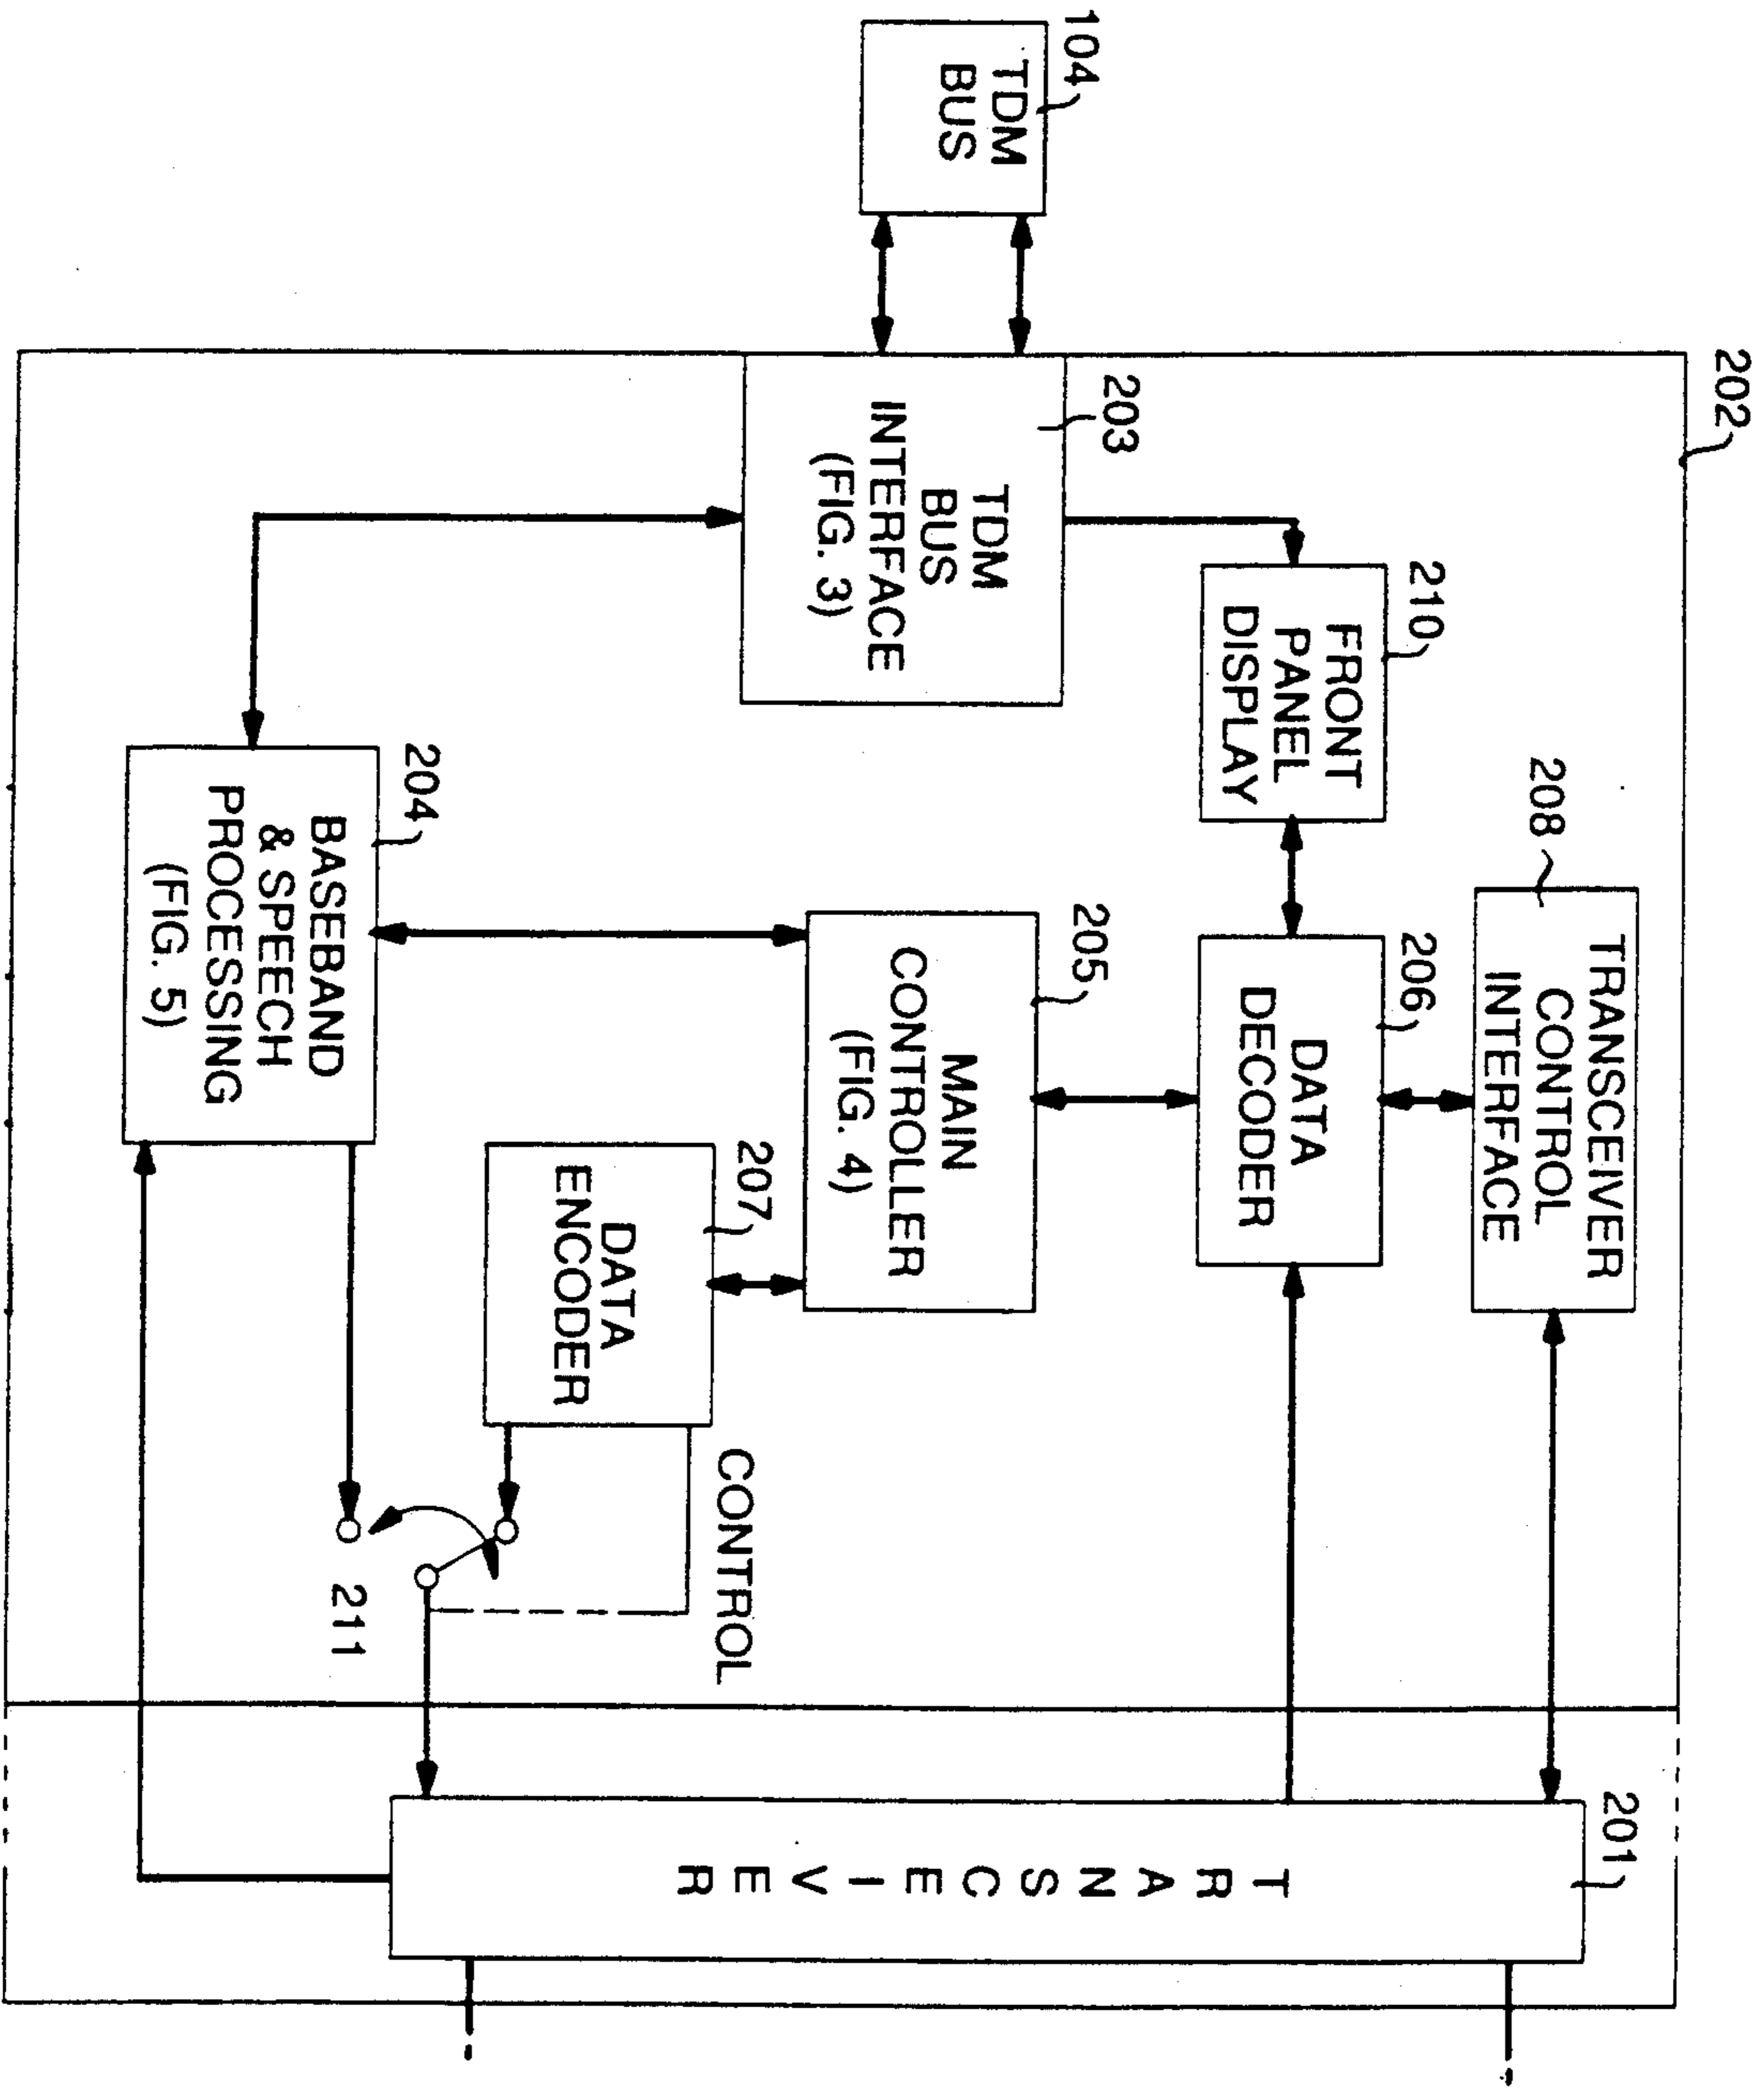 202
208
TRANSCEIVER
CONTROL
INTERFACE
201
TRANSCEIVER
210
FRONT
PANEL
DISPLAY
206
DATA
DECODER
104
TDM
BUS
203
TDM
BUS
INTERFACE
(FIG. 3)
205
MAIN
CONTROLLER
(FIG. 4)
207
DATA
ENCODER
CONTROL
204
BASEBAND
& SPEECH
PROCESSING
(FIG. 5)
211